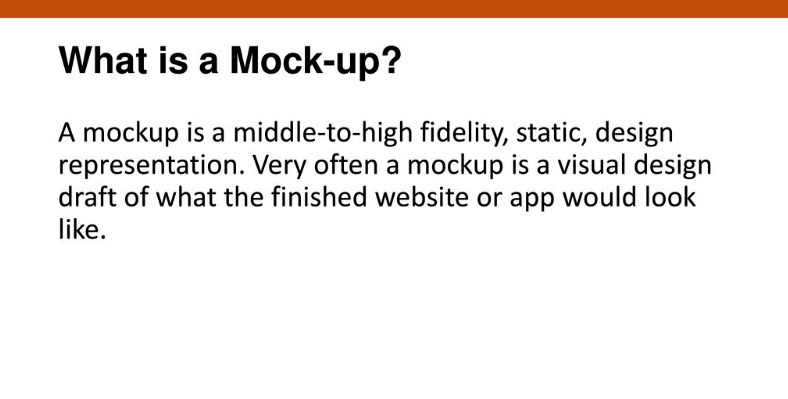 What is a Mock-up?
A mockup is a middle-to-high fidelity, static, design
representation. Very often a mockup is a visual design
draft of what the finished website or app would look
like.